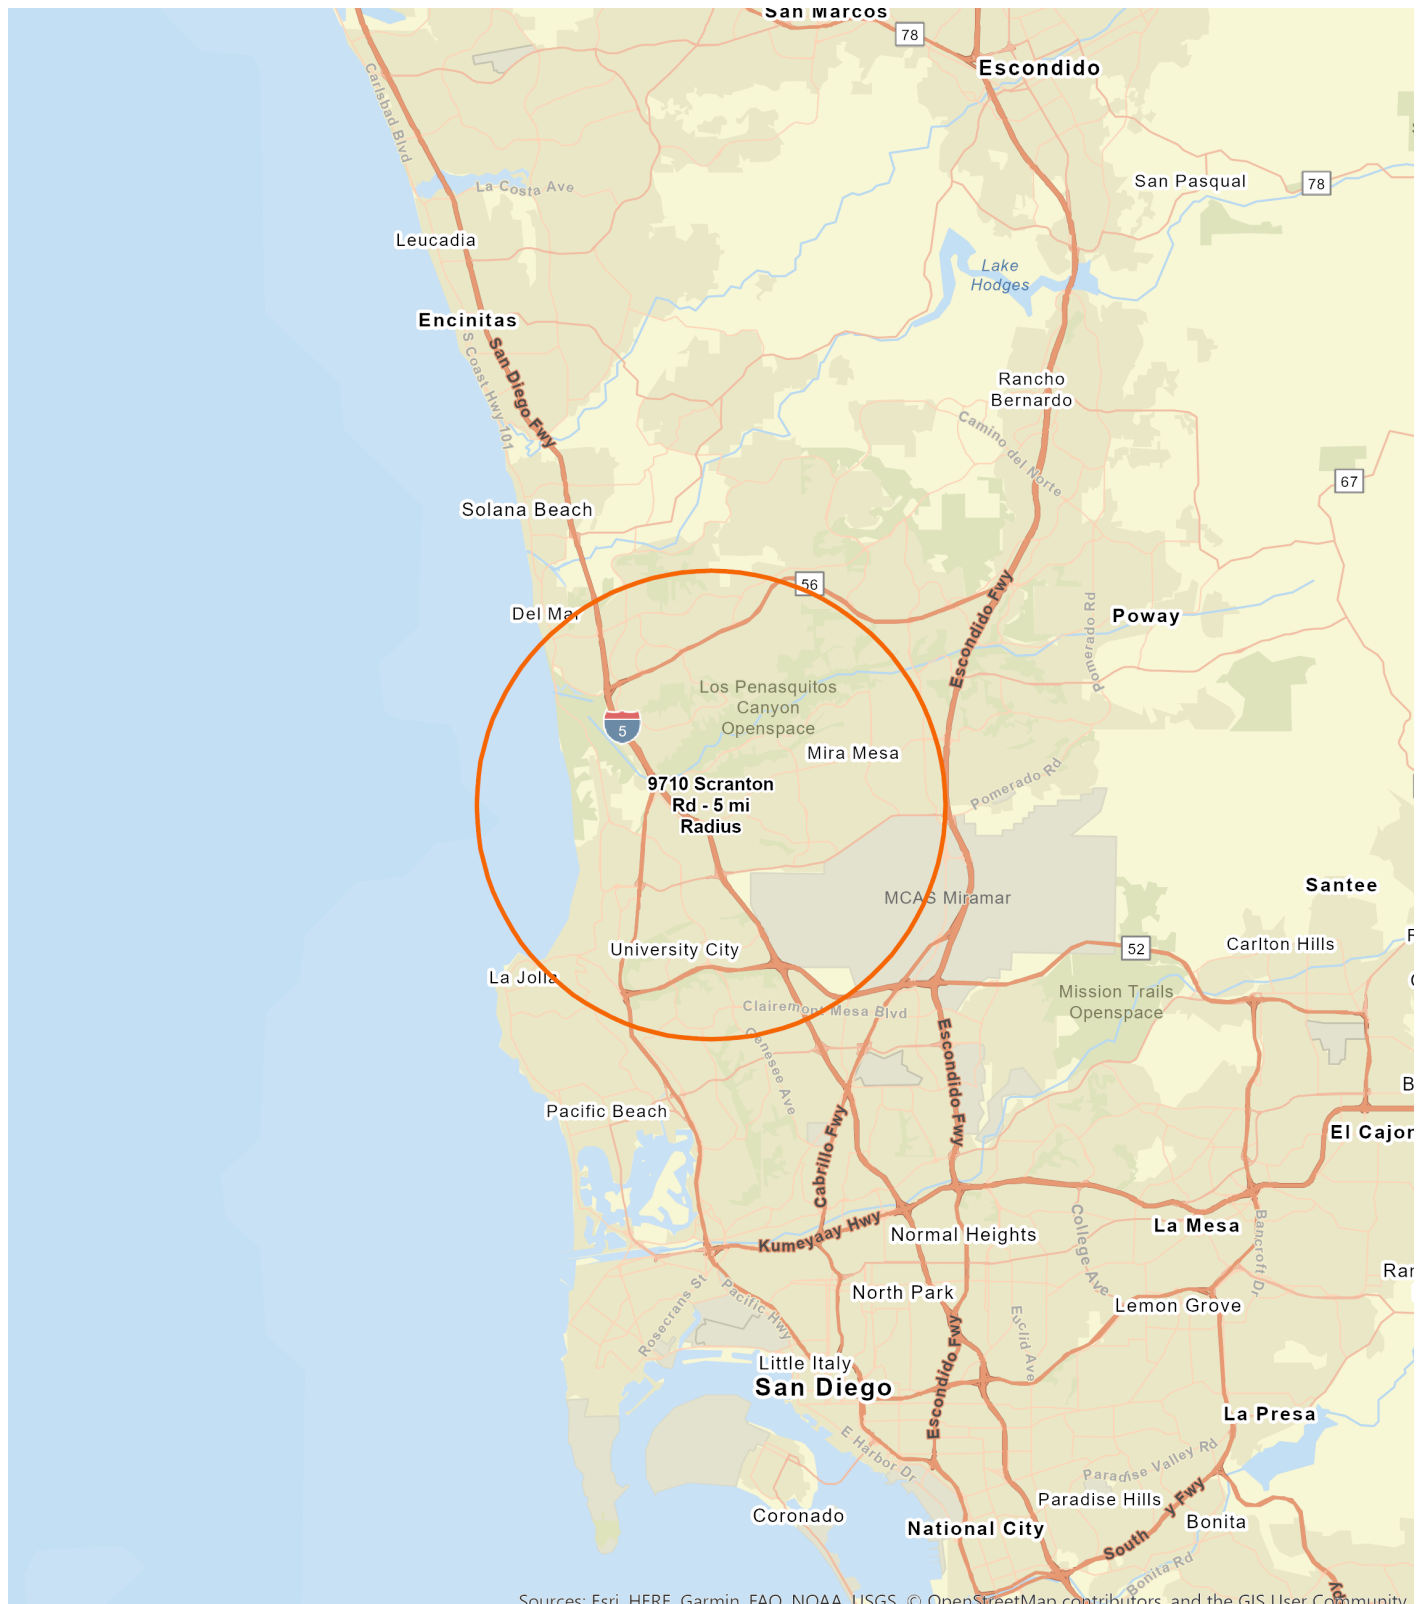 San Marcos
78
Escondido
Carlsbad Blvd
La Costa Ave
San Pasqual
78
Leucadia
Lake
Hodges
Encinitas
San Diego Fwy
S Coast Hwy 101
Rancho
Bernardo
Camino del Norte
67
Solana Beach
56
Escondido Fwy
Del Mar
Pomerado Rd
Poway
Los Penasquitos
Canyon
Openspace
5
Mira Mesa
Pomerado Rd
9710 Scranton
Rd - 5 mi
Radius
Santee
MCAS Miramar
University City
52
Carlton Hills
La Jolla
Mission Trails
Openspace
Clairemont Mesa Blvd
Genesee Ave
Escondido Fwy
Pacific Beach
Cabrillo Fwy
El Cajon
Kumeyaay Hwy
Normal Heights
College Ave
La Mesa
Bancroft Dr
Rosecrans St
Pacific Hwy
North Park
Euclid Ave
Lemon Grove
Escondido Fwy
Little Italy
San Diego
La Presa
E Harbor Dr
Paradise Valley Rd
Paradise Hills
Coronado
National City
South
y Fwy
Bonita
Bonita Rd
Sources: Esri, HERE, Garmin, FAO, NOAA, USGS, © OpenStreetMap contributors, and the GIS User Community